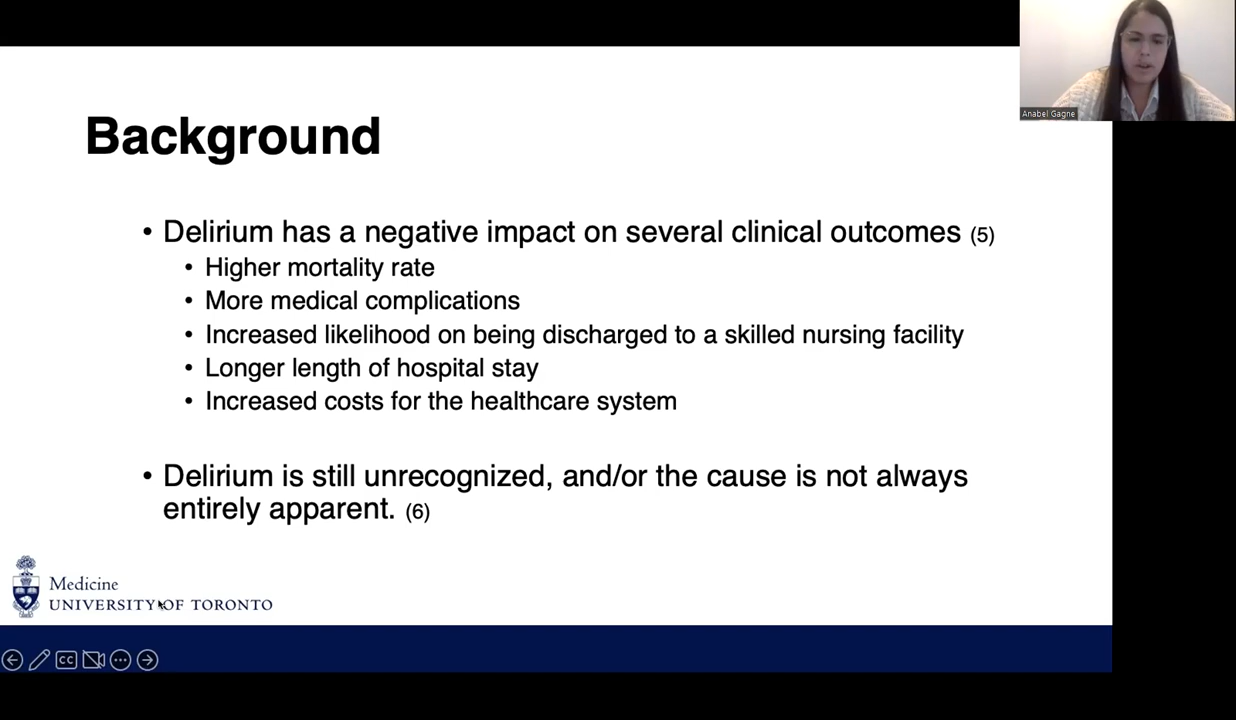 Anabel Gagne
Background
• Delirium has a negative impact on several clinical outcomes (5)
• Higher mortality rate
• More medical complications
• Increased likelihood on being discharged to a skilled nursing facility
• Longer length of hospital stay
• Increased costs for the healthcare system
• Delirium is still unrecognized, and/or the cause is not always
entirely apparent. (6)
Medicine
UNIVERSITY OF TORONTO
CC